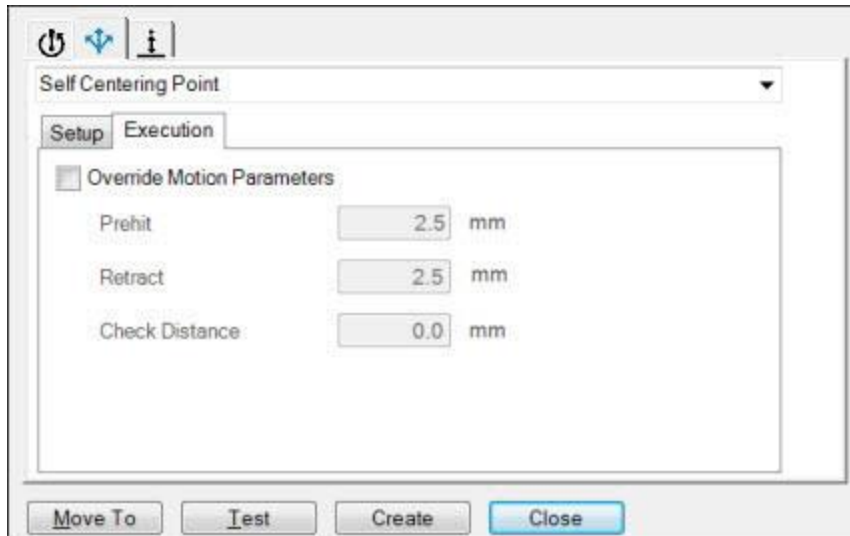 Self Centering Point
Setup Execution
Override Motion Parameters
Prehit 2.5 mm
Retract 2.5 mm
Check Distance 0.0 mm
Move To Test Create Close